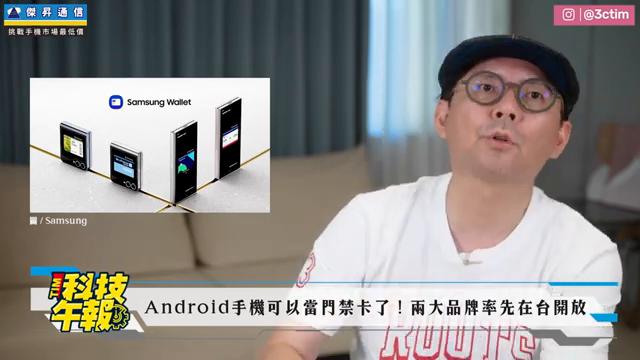 傑昇通信
挑戰手機市場最低價
@3ctim
Samsung Wallet
圖 / Samsung
科技
午報
Android手機可以當門禁卡了！兩大品牌率先在台開放
ROOTS